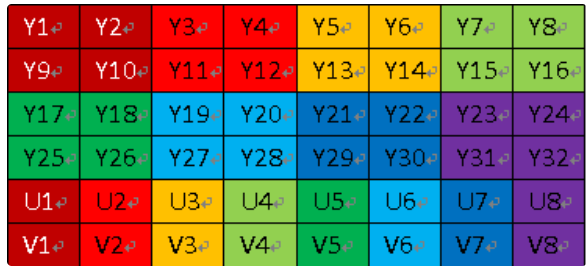 Y1 Y2 Y3 Y4 Y5 Y6 Y7 Y8
Y9 Y10 Y11 Y12 Y13 Y14 Y15 Y16
Y17 Y18 Y19 Y20 Y21 Y22 Y23 Y24
Y25 Y26 Y27 Y28 Y29 Y30 Y31 Y32
U1 U2 U3 U4 U5 U6 U7 U8
V1 V2 V3 V4 V5 V6 V7 V8